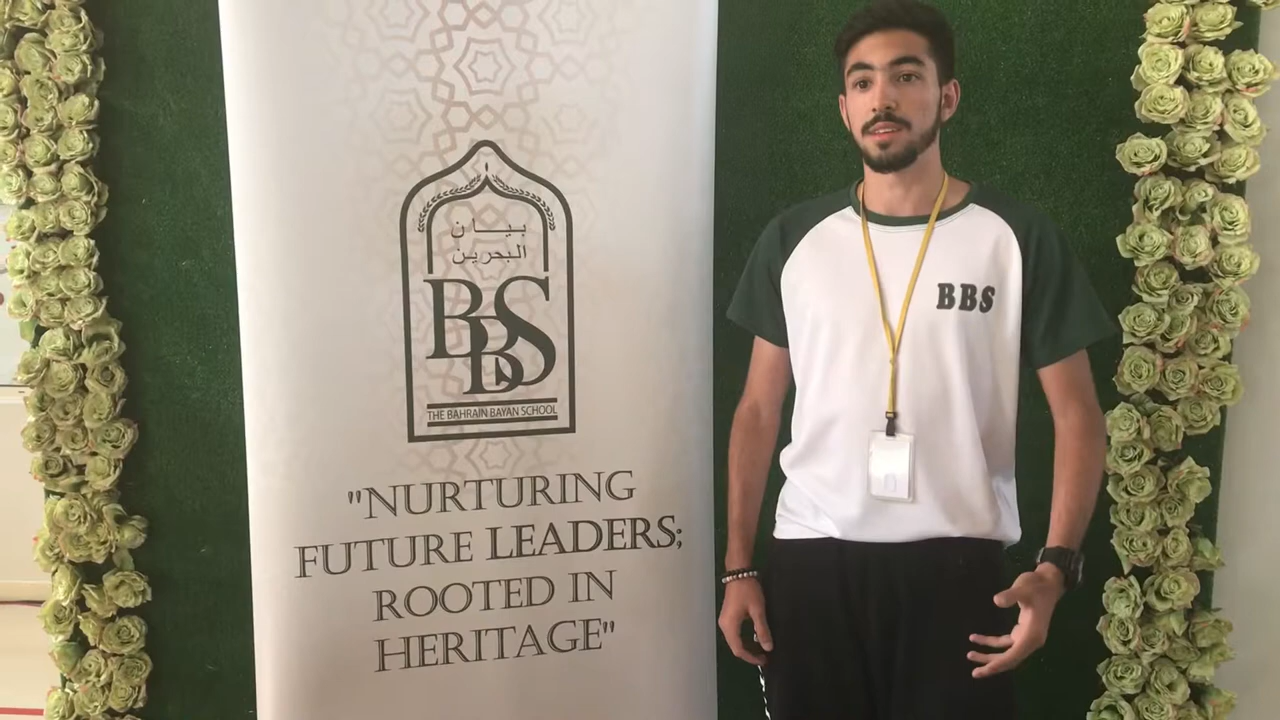 بيان
البحرين
BBS
THE BAHRAIN BAYAN SCHOOL
"NURTURING
FUTURE LEADERS;
ROOTED IN
HERITAGE"
BBS